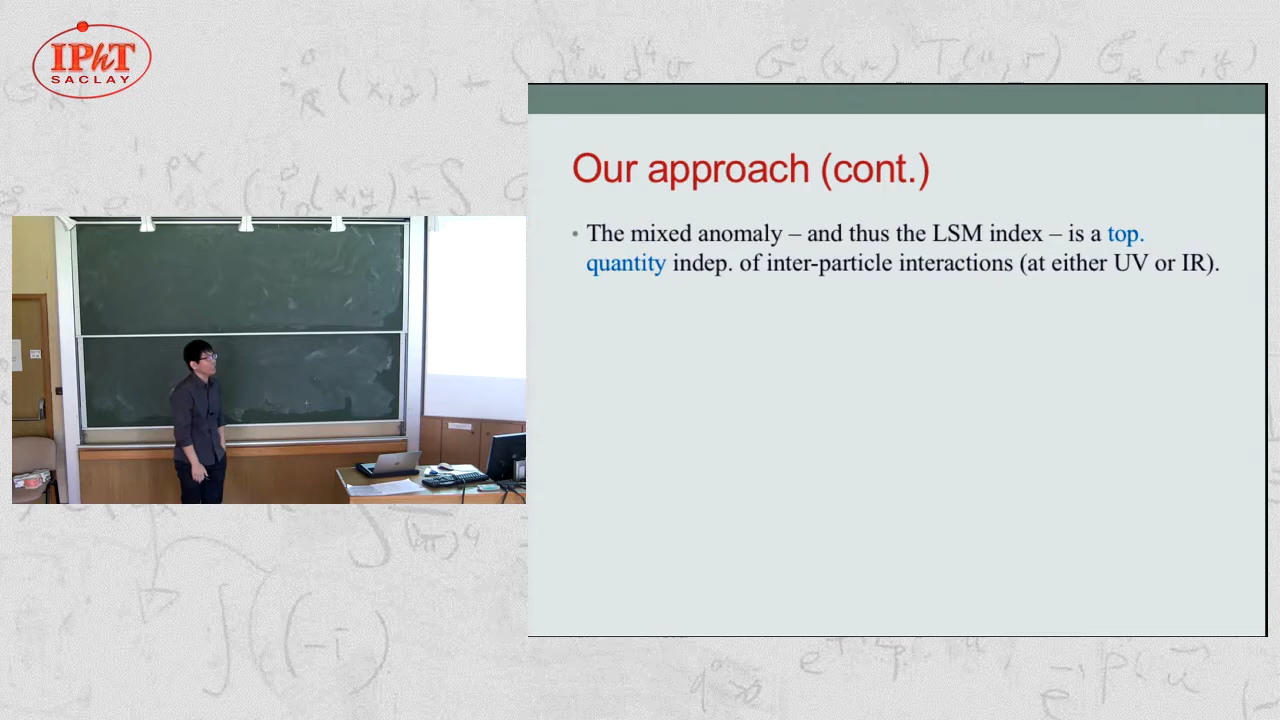 IPhT
SACLAY
Our approach (cont.)
• The mixed anomaly – and thus the LSM index – is a top.
quantity indep. of inter-particle interactions (at either UV or IR).